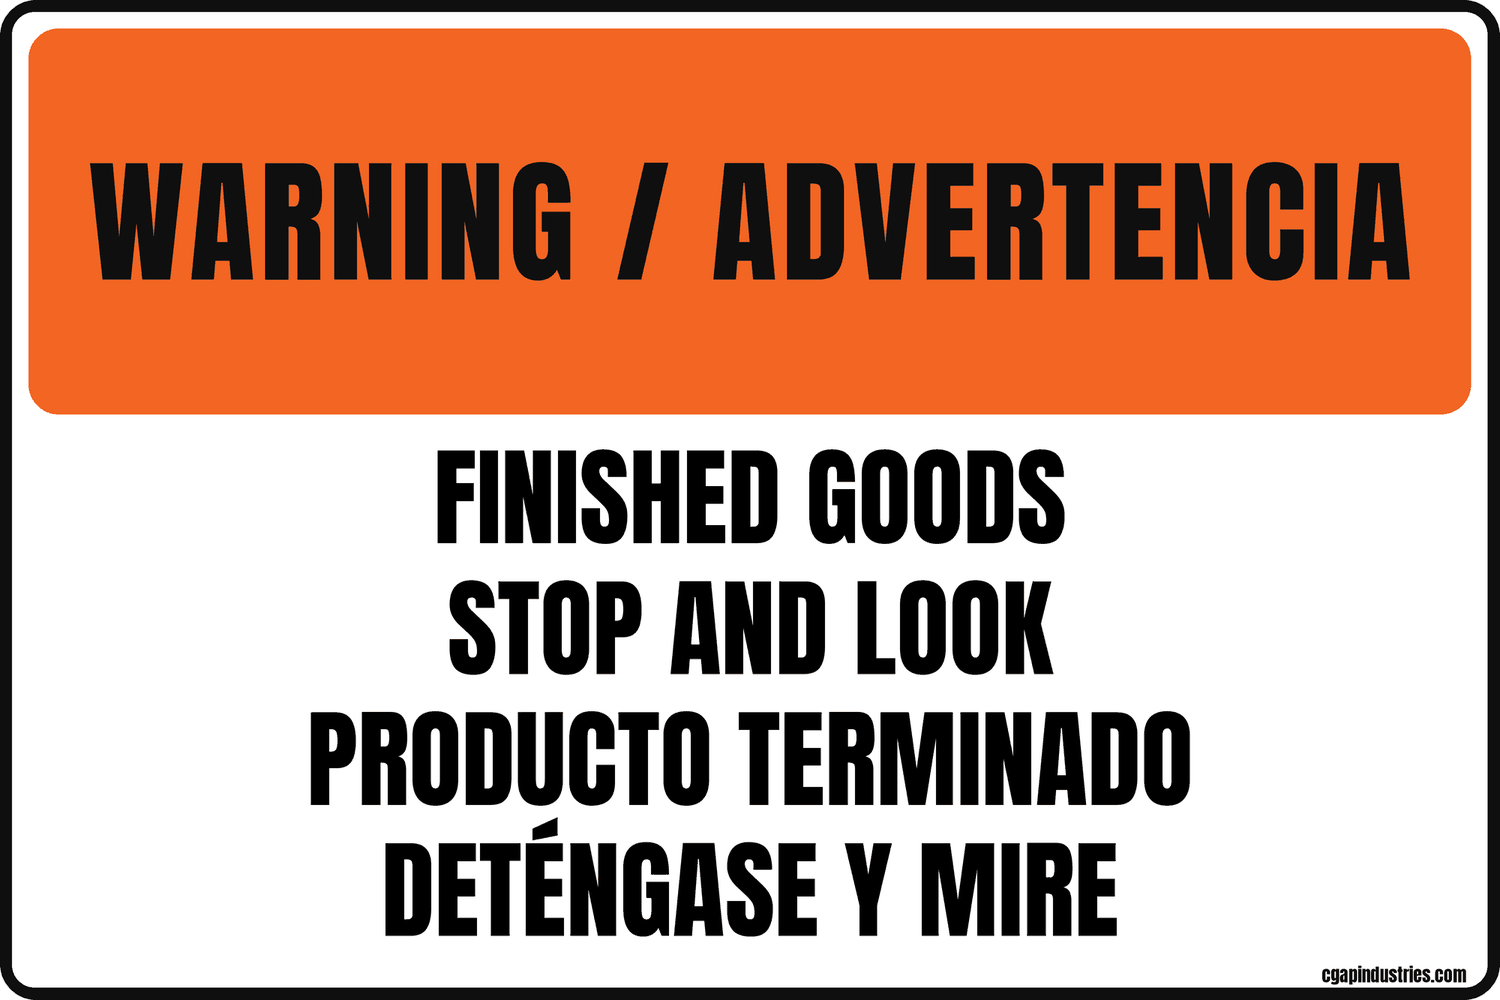 WARNING / ADVERTENCIA
FINISHED GOODS
STOP AND LOOK
PRODUCTO TERMINADO
DETÉNGASE Y MIRE
cgapindustries.com